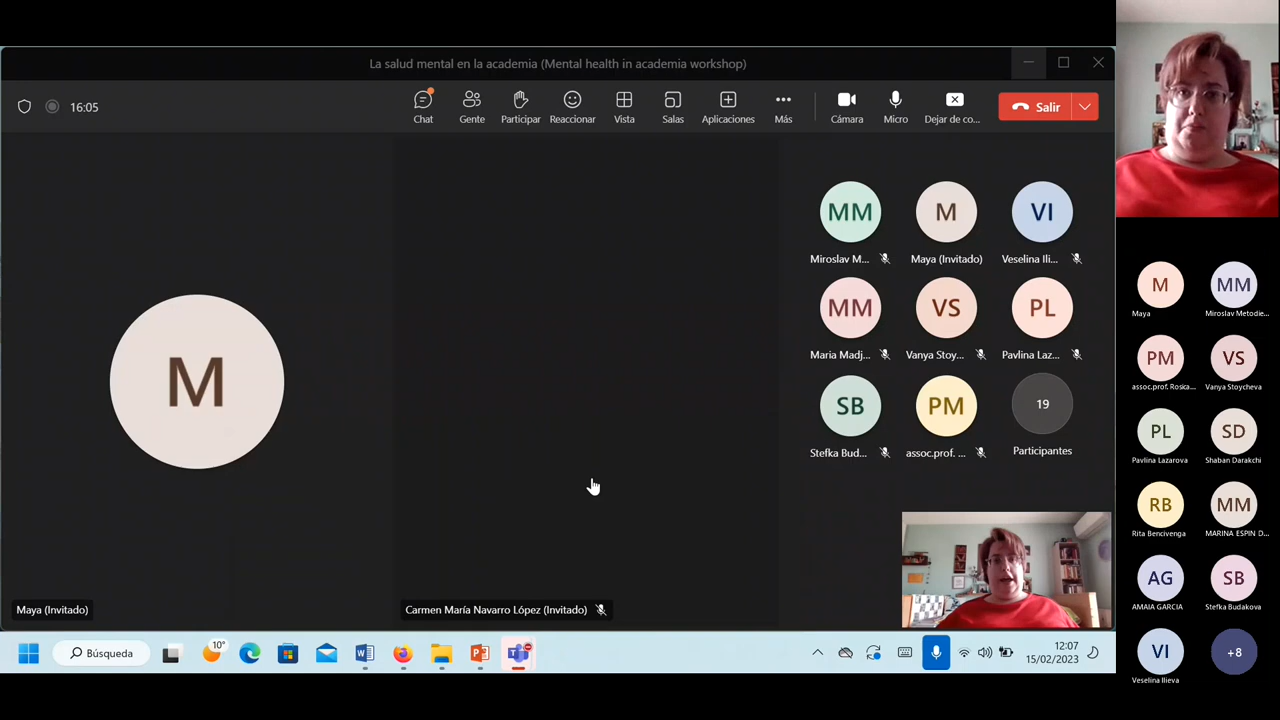 La salud mental en la academia (Mental health in academia workshop)
16:05
Chat
Gente
Participar
Reaccionar
Vista
Salas
Aplicaciones
Más
Cámara
Micro
Dejar de co...
Salir
M
Maya (Invitado)
Carmen María Navarro López (Invitado)
MM
M
VI
Miroslav M...
Maya (Invitado)
Veselina Ili...
MM
VS
PL
Maria Madj...
Vanya Stoy...
Pavlina Laz...
SB
PM
19
Stefka Bud...
assoc.prof. ...
Participantes
M
MM
Maya
Miroslav Metodie...
PM
VS
assoc.prof. Rosica...
Vanya Stoycheva
PL
SD
Pavlina Lazarova
Shaban Darakchi
RB
MM
Rita Bencivenga
MARINA ESPIN D...
AG
SB
AMAIA GARCIA
Stefka Budakova
VI
+8
Veselina Ilieva
Búsqueda
10°
12:07
15/02/2023